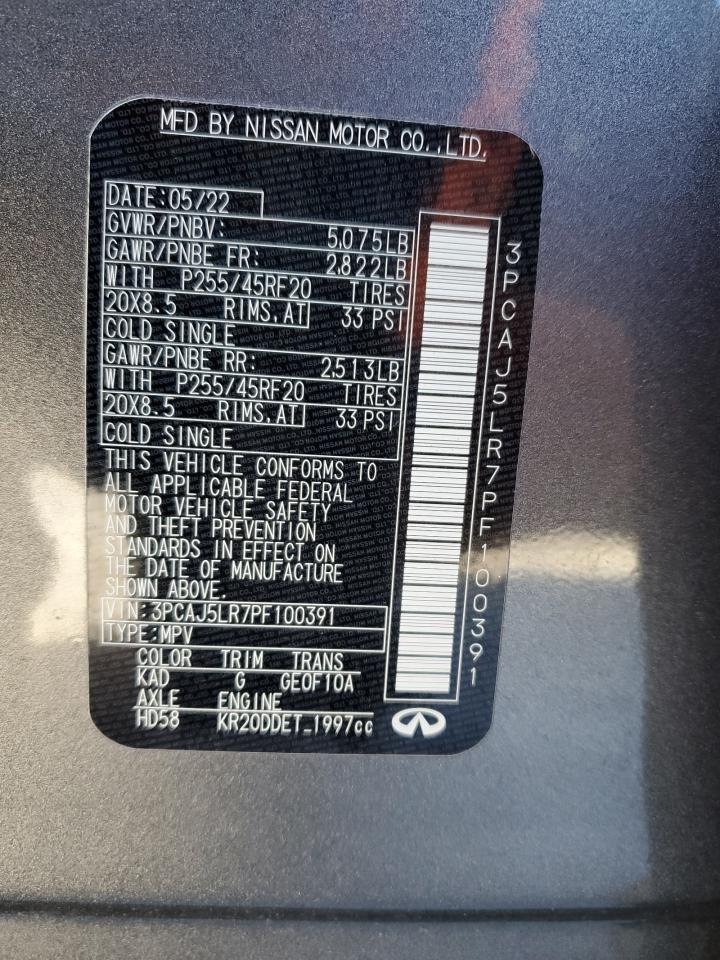 MFD BY NISSAN MOTOR CO.,LTD.
DATE:05/22
GVWR/PNBV: 5,075LB
GAWR/PNBE FR: 2,822LB
WITH P255/45RF20 TIRES
20X8.5 RIMS,AT 33 PSI
COLD SINGLE
GAWR/PNBE RR: 2,513LB
WITH P255/45RF20 TIRES
20X8.5 RIMS,AT 33 PSI
COLD SINGLE
THIS VEHICLE CONFORMS TO
ALL APPLICABLE FEDERAL
MOTOR VEHICLE SAFETY
AND THEFT PREVENTION
STANDARDS IN EFFECT ON
THE DATE OF MANUFACTURE
SHOWN ABOVE.
VIN:3PCAJ5LR7PF100391
TYPE:MPV
COLOR TRIM TRANS
KAD G GE0F10A
AXLE ENGINE
HD58 KR20DDET_1997cc
3PCAJ5LR7PF100391